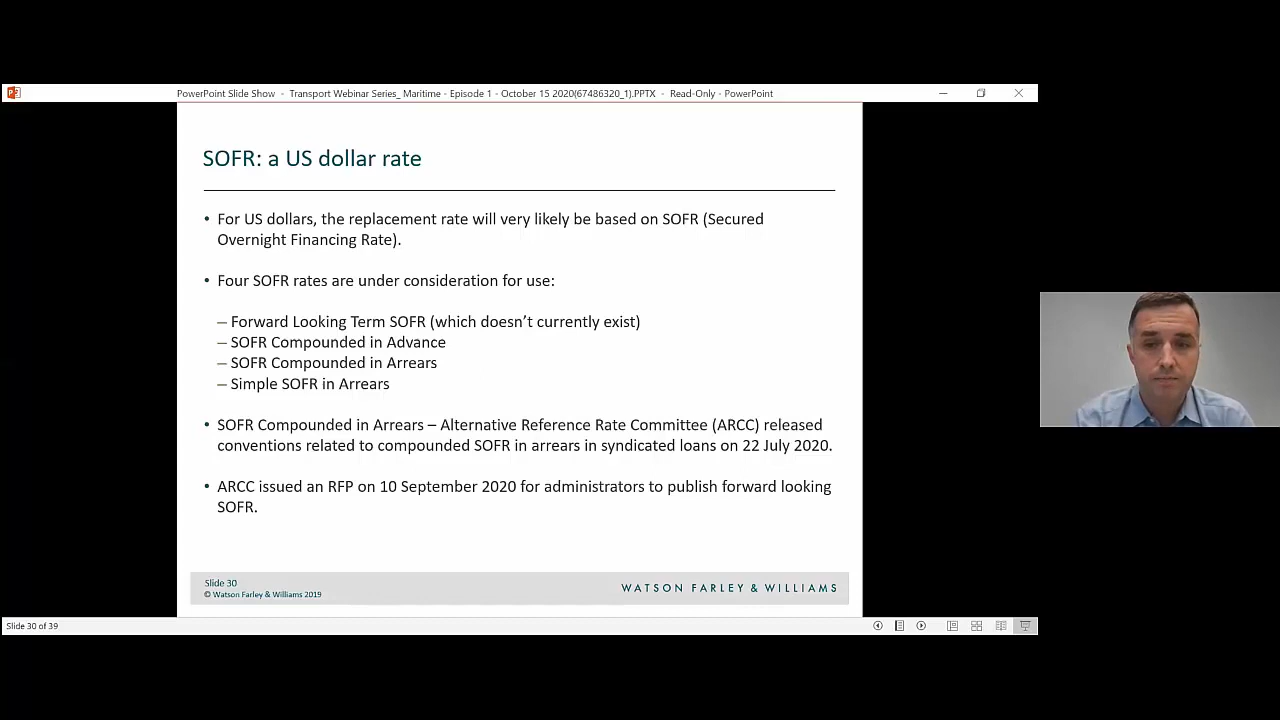 PowerPoint Slide Show - Transport Webinar Series_ Maritime - Episode 1 - October 15 2020(67486320_1).PPTX - Read-Only - PowerPoint
SOFR: a US dollar rate
• For US dollars, the replacement rate will very likely be based on SOFR (Secured
Overnight Financing Rate).
• Four SOFR rates are under consideration for use:
– Forward Looking Term SOFR (which doesn’t currently exist)
– SOFR Compounded in Advance
– SOFR Compounded in Arrears
– Simple SOFR in Arrears
• SOFR Compounded in Arrears – Alternative Reference Rate Committee (ARCC) released
conventions related to compounded SOFR in arrears in syndicated loans on 22 July 2020.
• ARCC issued an RFP on 10 September 2020 for administrators to publish forward looking
SOFR.
Slide 30
© Watson Farley & Williams 2019
WATSON FARLEY & WILLIAMS
Slide 30 of 39